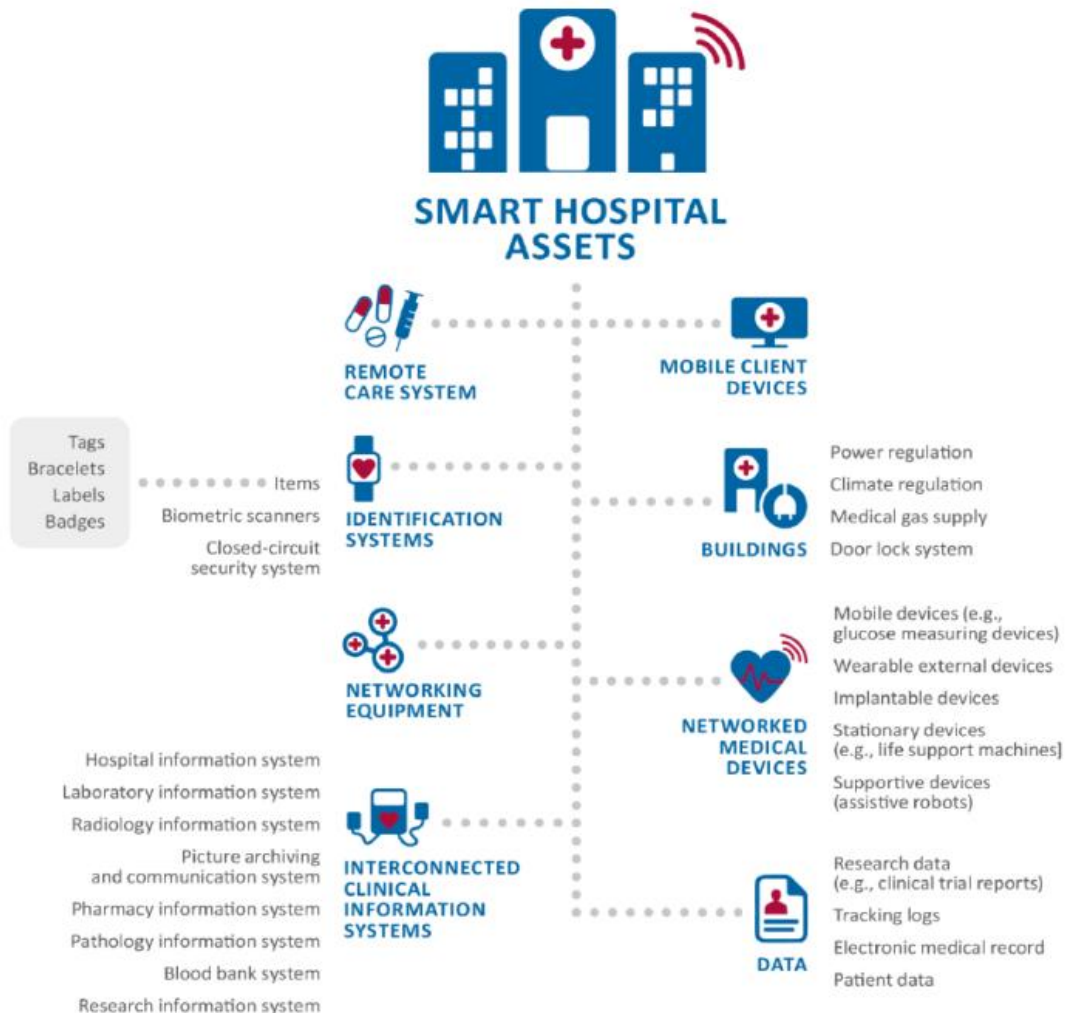 SMART HOSPITAL
ASSETS
REMOTE
CARE SYSTEM
MOBILE CLIENT
DEVICES
Tags
Bracelets
Labels
Badges
Items
Biometric scanners
Closed-circuit
security system
IDENTIFICATION
SYSTEMS
BUILDINGS
Power regulation
Climate regulation
Medical gas supply
Door lock system
NETWORKING
EQUIPMENT
NETWORKED
MEDICAL
DEVICES
Mobile devices (e.g.,
glucose measuring devices)
Wearable external devices
Implantable devices
Stationary devices
(e.g., life support machines]
Supportive devices
(assistive robots)
Hospital information system
Laboratory information system
Radiology information system
Picture archiving
and communication system
Pharmacy information system
Pathology information system
Blood bank system
Research information system
INTERCONNECTED
CLINICAL
INFORMATION
SYSTEMS
DATA
Research data
(e.g., clinical trial reports)
Tracking logs
Electronic medical record
Patient data